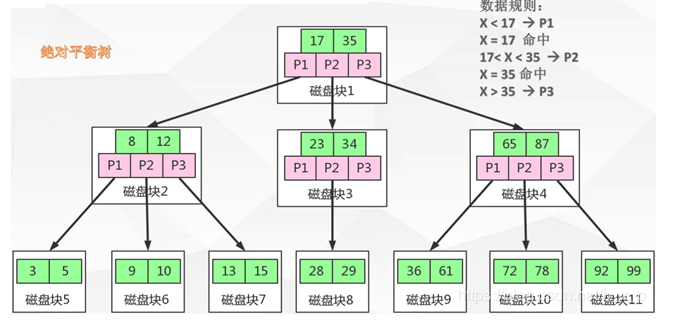 数据规则：
X < 17 → P1
X = 17 命中
17< X < 35 → P2
X = 35 命中
X > 35 → P3
绝对平衡树
17 35
P1 P2 P3
磁盘块1
8 12
P1 P2 P3
磁盘块2
23 34
P1 P2 P3
磁盘块3
65 87
P1 P2 P3
磁盘块4
3 5
磁盘块5
9 10
磁盘块6
13 15
磁盘块7
28 29
磁盘块8
36 61
磁盘块9
72 78
磁盘块10
92 99
磁盘块11